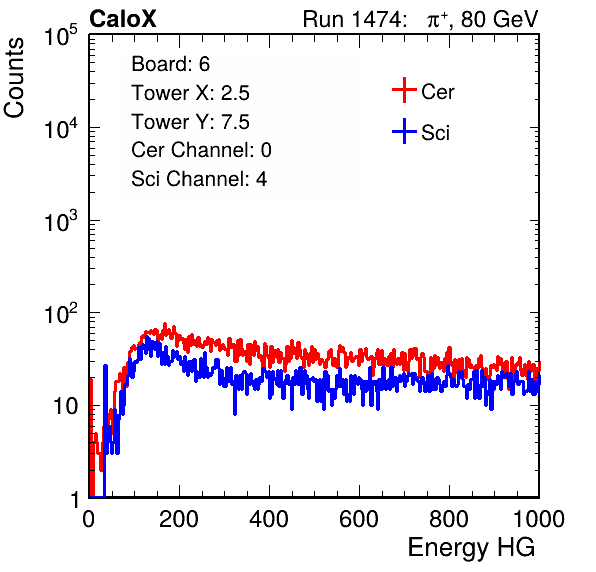 CaloX Run 1474: π⁺, 80 GeV
Counts
Board: 6
Tower X: 2.5
Tower Y: 7.5
Cer Channel: 0
Sci Channel: 4
Cer
Sci
10⁵
10⁴
10³
10²
10
1
0 200 400 600 800 1000
Energy HG